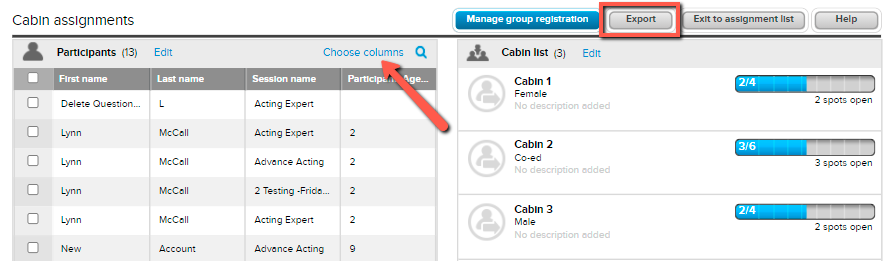 Cabin assignments
Manage group registration
Export
Exit to assignment list
Help
Participants (13) Edit Choose columns
First name Last name Session name Participan Age...
Delete Question... L Acting Expert
Lynn McCall Acting Expert 2
Lynn McCall Advance Acting 2
Lynn McCall 2 Testing -Frida... 2
Lynn McCall Acting Expert 2
New Account Advance Acting 9
Cabin list (3) Edit
Cabin 1
Female
No description added
2/4
2 spots open
Cabin 2
Co-ed
No description added
3/6
3 spots open
Cabin 3
Male
No description added
2/4
2 spots open